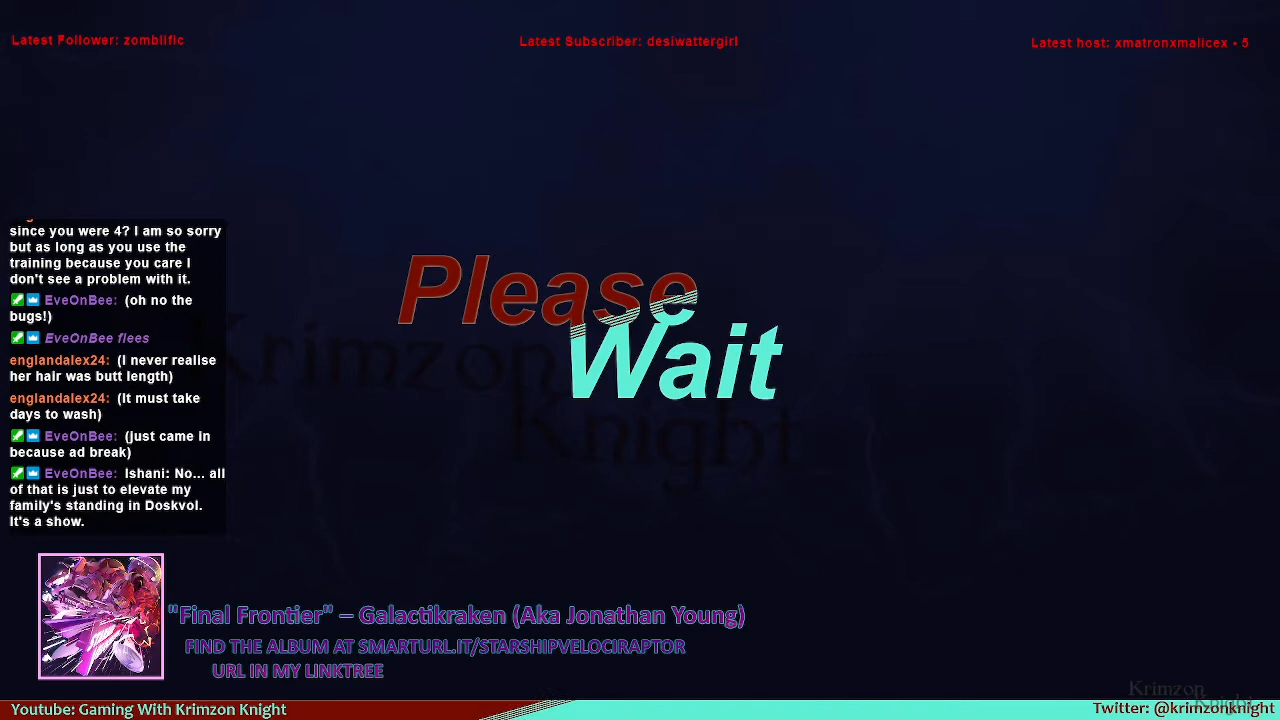 Latest Follower: zombiific
Latest Subscriber: desiwattergirl
Latest host: xmatronxmalicex - 5
since you were 4? I am so sorry
but as long as you use the
training because you care I
don't see a problem with it.
EveOnBee: (oh no the
bugs!)
EveOnBee flees
englandalex24: (I never realise
her hair was butt length)
englandalex24: (It must take
days to wash)
EveOnBee: (just came in
because ad break)
EveOnBee: Ishani: No... all
of that is just to elevate my
family's standing in Doskvol.
It's a show.
Please
Wait
Krimzon
Knight
"Final Frontier" – Galactikraken (Aka Jonathan Young)
FIND THE ALBUM AT SMARTURL.IT/STARSHIPVELOCIRAPTOR
URL IN MY LINKTREE
Krimzon
Knight
Youtube: Gaming With Krimzon Knight
Twitter: @krimzonknight